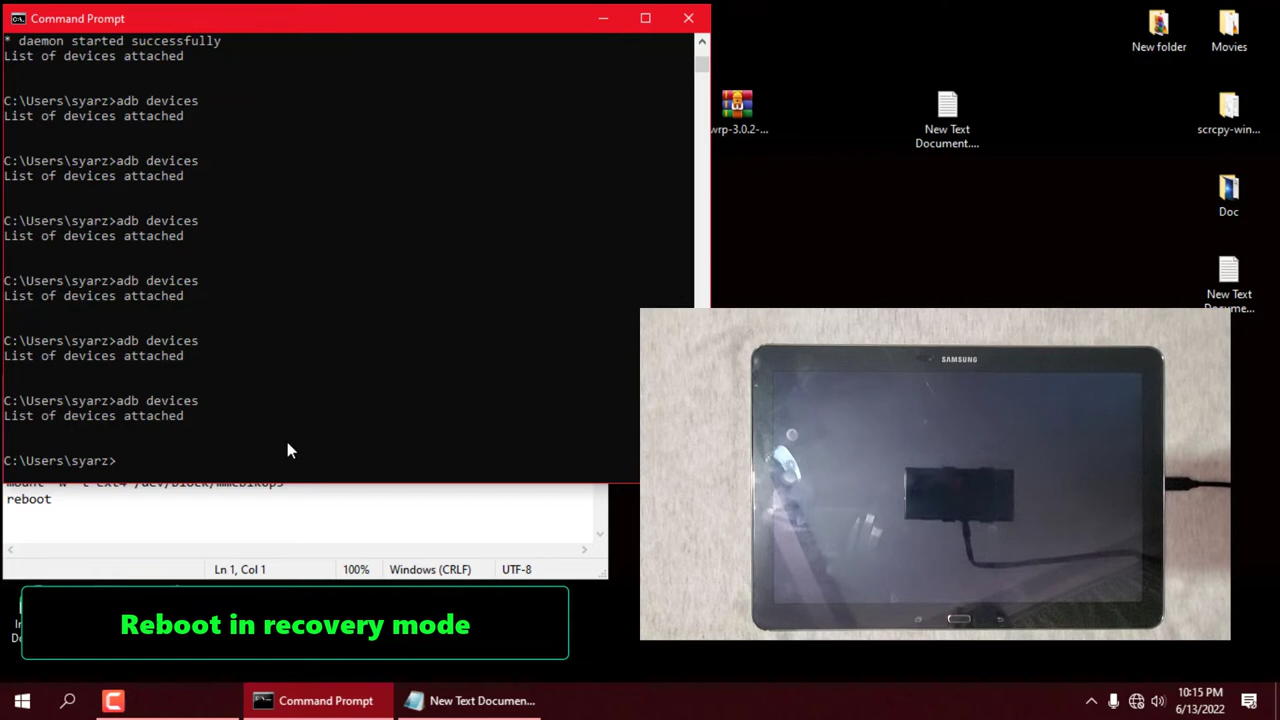 Command Prompt
* daemon started successfully
List of devices attached
C:\Users\syarz>adb devices
List of devices attached
C:\Users\syarz>adb devices
List of devices attached
C:\Users\syarz>adb devices
List of devices attached
C:\Users\syarz>adb devices
List of devices attached
C:\Users\syarz>adb devices
List of devices attached
C:\Users\syarz>adb devices
List of devices attached
C:\Users\syarz>
reboot
Ln 1, Col 1
100%
Windows (CRLF)
UTF-8
Reboot in recovery mode
New folder
Movies
wrp-3.0.2-...
New Text
Document....
scrcpy-win...
Doc
New Text
Docume...
SAMSUNG
Command Prompt
New Text Documen...
10:15 PM
6/13/2022